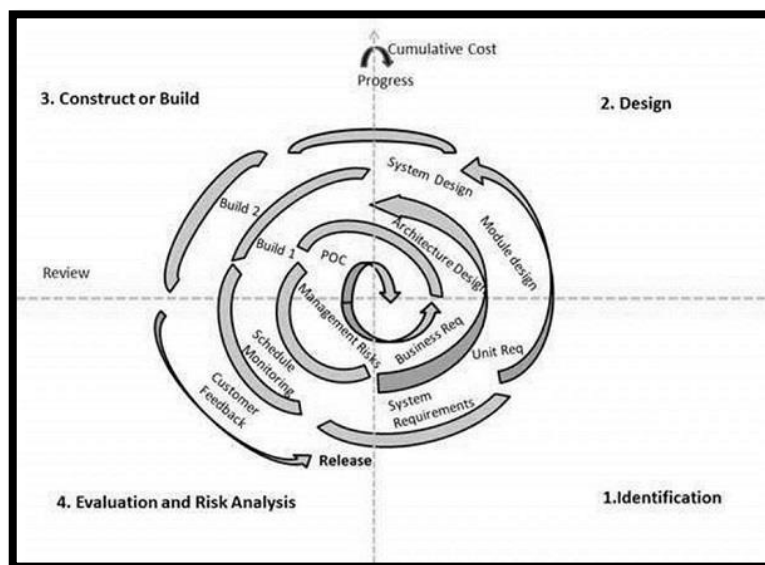 Cumulative Cost
Progress
3. Construct or Build
2. Design
System Design
Module design
Build 2
Build 1
POC
Architecture Design
Review
Management Risks
Business Req
Unit Req
Schedule
Monitoring
System
Requirements
Customer
Feedback
Release
4. Evaluation and Risk Analysis
1.Identification